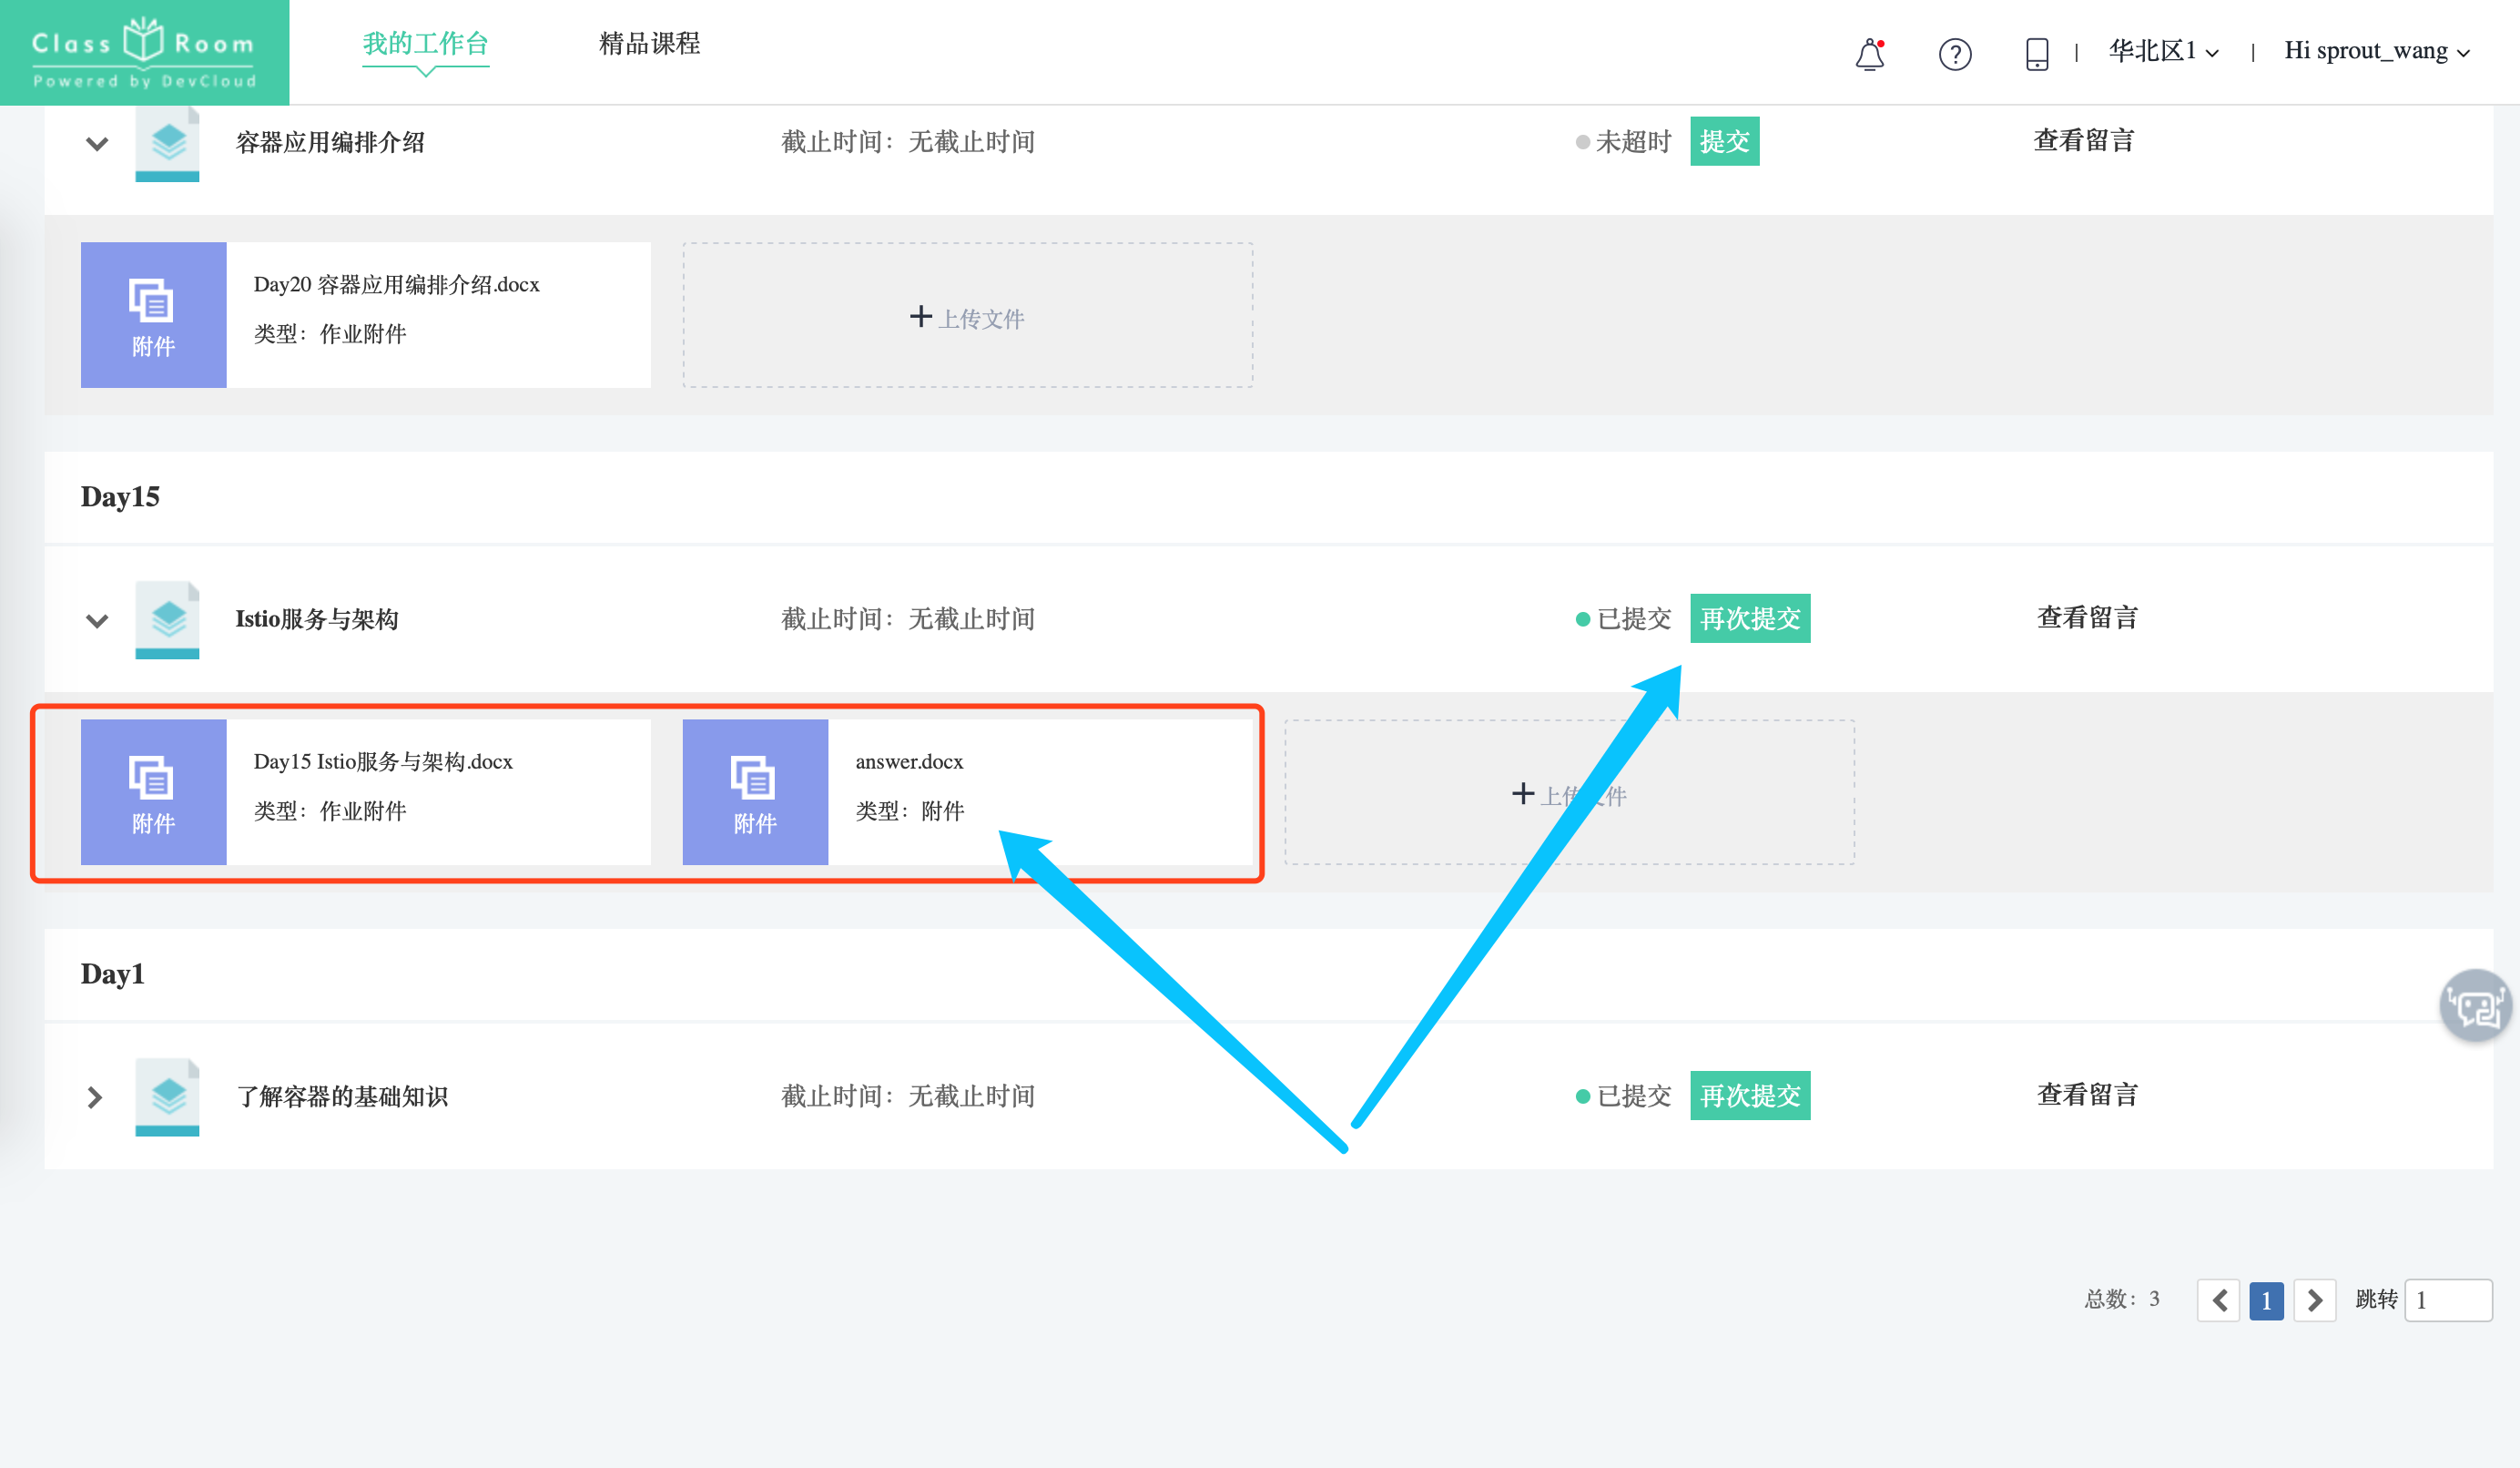 Class Room
Powered by DevCloud
我的工作台
精品课程
华北区1
Hi sprout_wang
容器应用编排介绍
截止时间：无截止时间
未超时
提交
查看留言
附件
Day20 容器应用编排介绍.docx
类型：作业附件
+上传文件
Day15
Istio服务与架构
截止时间：无截止时间
已提交
再次提交
查看留言
附件
Day15 Istio服务与架构.docx
类型：作业附件
附件
answer.docx
类型：附件
+上传文件
Day1
了解容器的基础知识
截止时间：无截止时间
已提交
再次提交
查看留言
总数：3
1
跳转
1